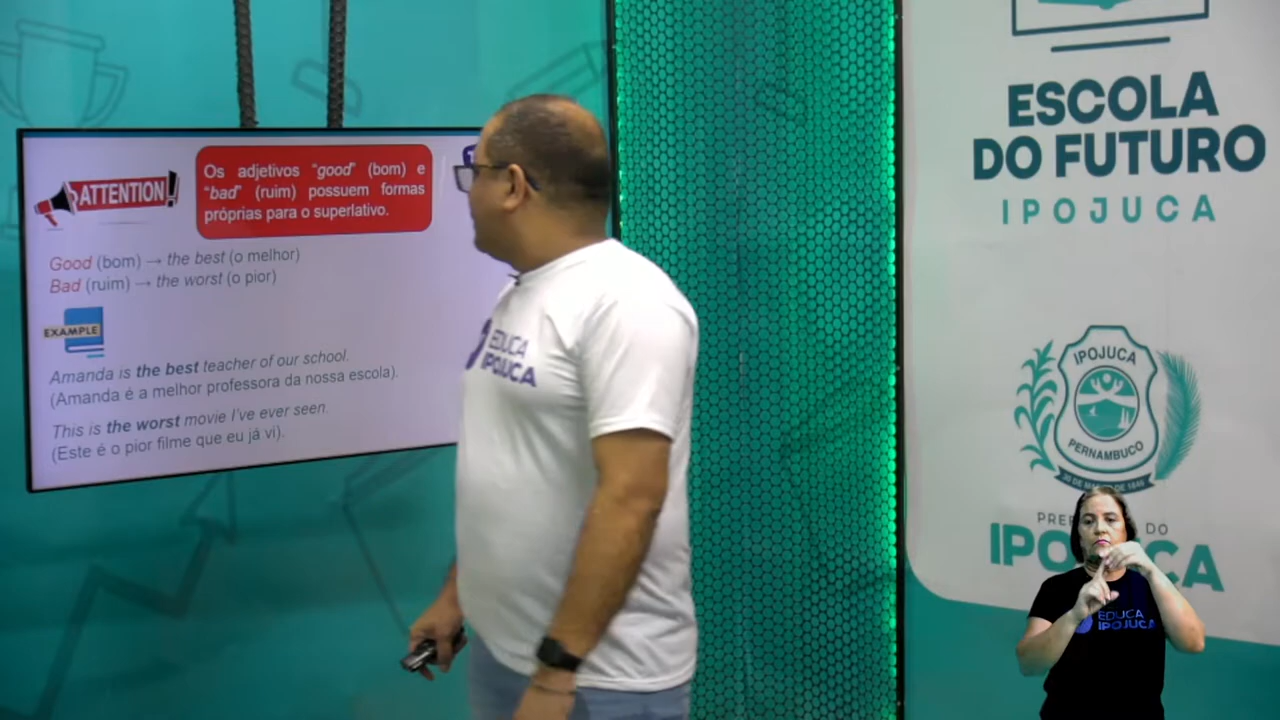 ATTENTION!
Os adjetivos “good” (bom) e
“bad” (ruim) possuem formas
próprias para o superlativo.
Good (bom) → the best (o melhor)
Bad (ruim) → the worst (o pior)
EXAMPLE
Amanda is the best teacher of our school.
(Amanda é a melhor professora da nossa escola).
This is the worst movie I’ve ever seen.
(Este é o pior filme que eu já vi).
EDUCA
IPOJUCA
ESCOLA
DO FUTURO
IPOJUCA
IPOJUCA
PERNAMBUCO
EDUCA
IPOJUCA